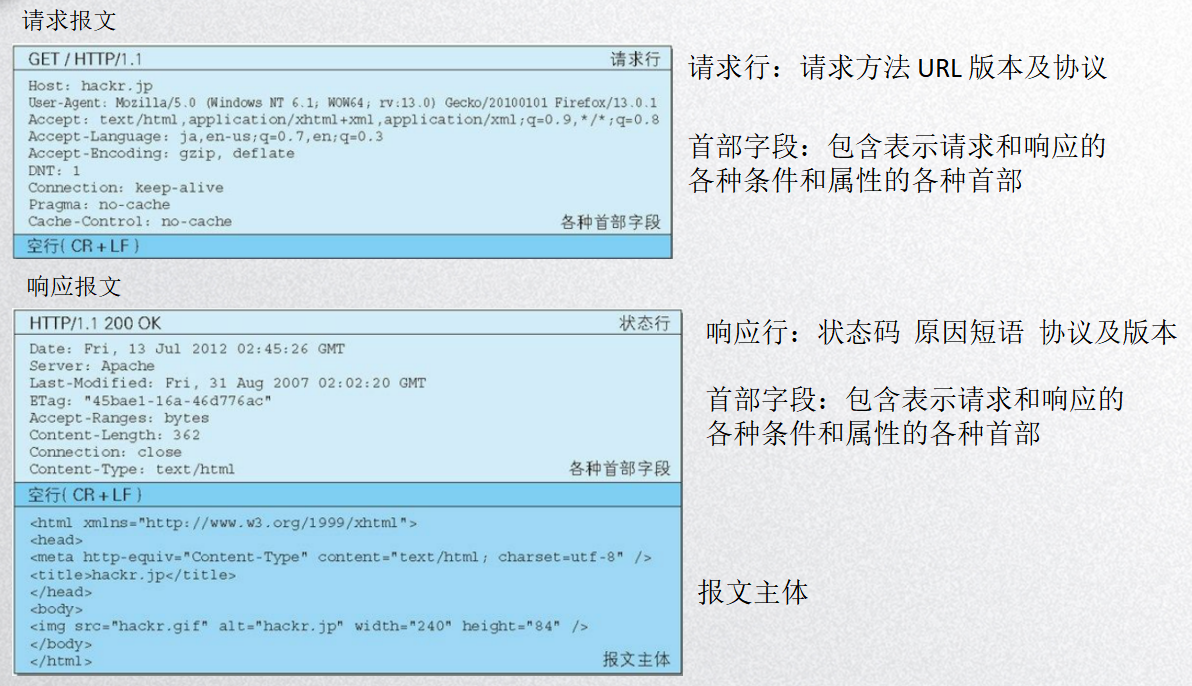 请求报文
GET / HTTP/1.1 请求行
Host: hackr.jp
User-Agent: Mozilla/5.0 (Windows NT 6.1; WOW64; rv:13.0) Gecko/20100101 Firefox/13.0.1
Accept: text/html,application/xhtml+xml,application/xml;q=0.9,*/*;q=0.8
Accept-Language: ja,en-us;q=0.7,en;q=0.3
Accept-Encoding: gzip, deflate
DNT: 1
Connection: keep-alive
Pragma: no-cache
Cache-Control: no-cache 各种首部字段
空行( CR + LF )
请求行：请求方法 URL 版本及协议
首部字段：包含表示请求和响应的
各种条件和属性的各种首部
响应报文
HTTP/1.1 200 OK 状态行
Date: Fri, 13 Jul 2012 02:45:26 GMT
Server: Apache
Last-Modified: Fri, 31 Aug 2007 02:02:20 GMT
ETag: "45bae1-16a-46d776ac"
Accept-Ranges: bytes
Content-Length: 362
Connection: close
Content-Type: text/html 各种首部字段
空行( CR + LF )
<html xmlns="http://www.w3.org/1999/xhtml">
<head>
<meta http-equiv="Content-Type" content="text/html; charset=utf-8" />
<title>hackr.jp</title>
</head>
<body>
<img src="hackr.gif" alt="hackr.jp" width="240" height="84" />
</body>
</html> 报文主体
响应行：状态码 原因短语 协议及版本
首部字段：包含表示请求和响应的
各种条件和属性的各种首部
报文主体